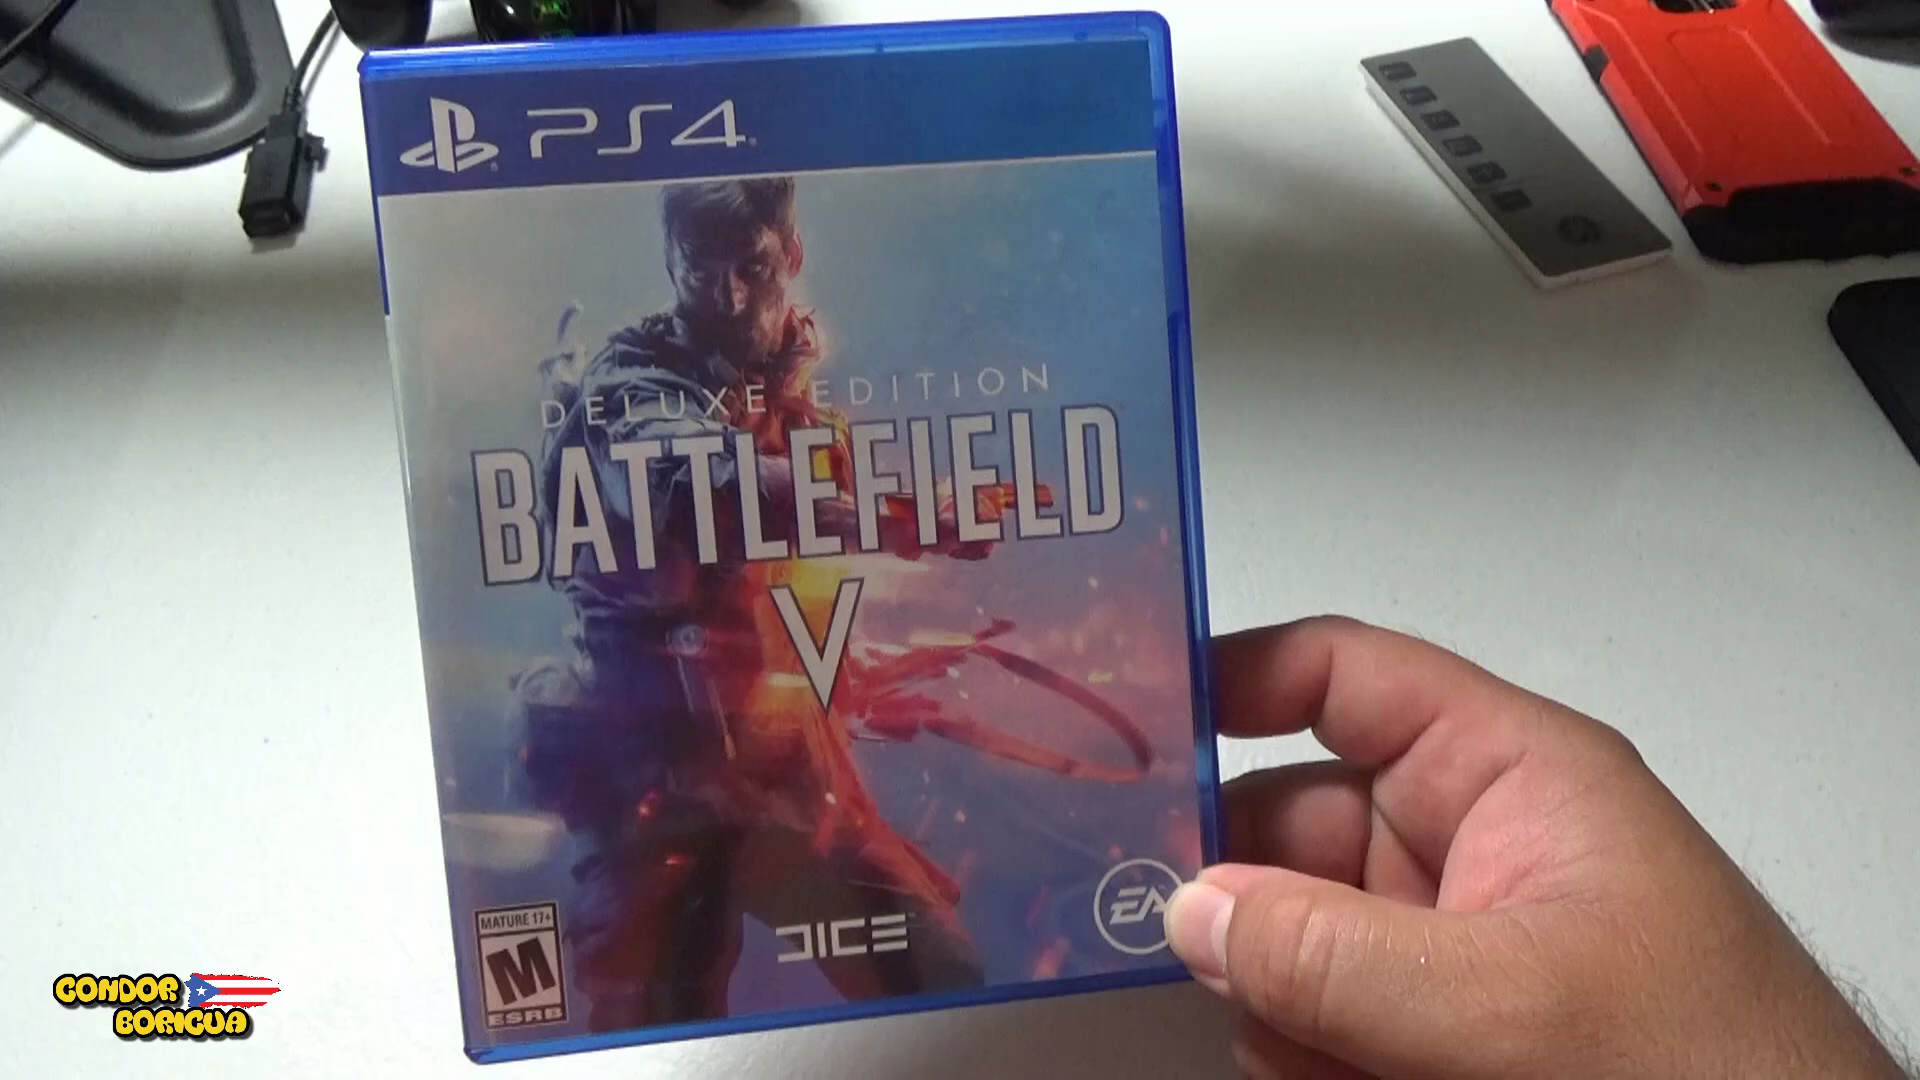 PS4
DELUXE EDITION
BATTLEFIELD
V
MATURE 17+
M
ESRB
DICE
EA
CONDOR
BORICUA